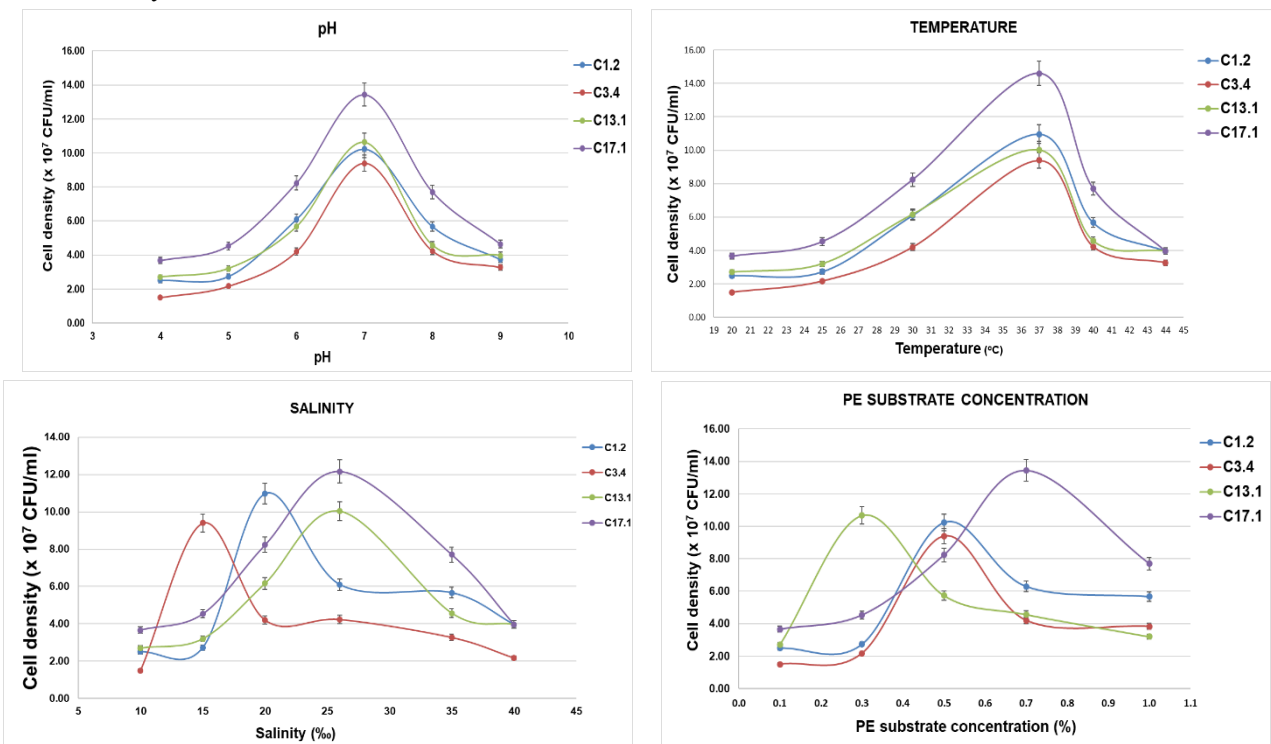 pH
Cell density (x 10⁷ CFU/ml)
16.00
14.00
12.00
10.00
8.00
6.00
4.00
2.00
0.00
3 4 5 6 7 8 9 10
pH
C1.2
C3.4
C13.1
C17.1
TEMPERATURE
Cell density (x 10⁷ CFU/ml)
16.00
14.00
12.00
10.00
8.00
6.00
4.00
2.00
0.00
19 20 21 22 23 24 25 26 27 28 29 30 31 32 33 34 35 36 37 38 39 40 41 42 43 44 45
Temperature (ºC)
C1.2
C3.4
C13.1
C17.1
SALINITY
Cell density (x 10⁷ CFU/ml)
14.00
12.00
10.00
8.00
6.00
4.00
2.00
0.00
5 10 15 20 25 30 35 40 45
Salinity (‰)
C1.2
C3.4
C13.1
C17.1
PE SUBSTRATE CONCENTRATION
Cell density (x 10⁷ CFU/ml)
16.00
14.00
12.00
10.00
8.00
6.00
4.00
2.00
0.00
0.0 0.1 0.2 0.3 0.4 0.5 0.6 0.7 0.8 0.9 1.0 1.1
PE substrate concentration (%)
C1.2
C3.4
C13.1
C17.1